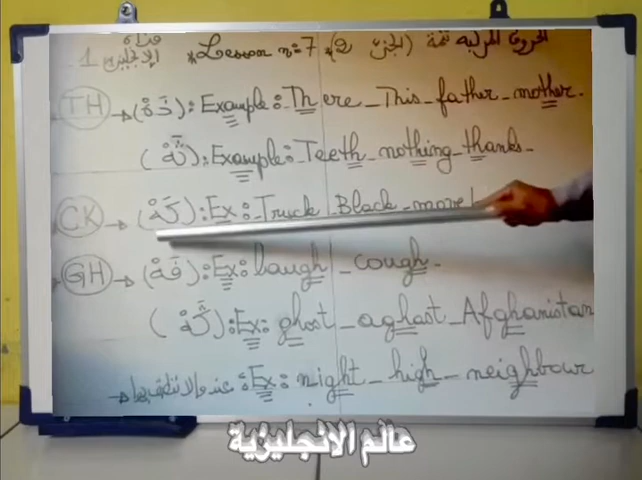 قناة الإنجليزية 1 * Lesson n:7 * (الجزء 2) تتمة الحروف المركبة
TH → (ذَهْ): Example: There _ This _ father _ mother.
(ثَهْ): Example: Teeth _ nothing _ thanks _
CK → (كَهْ): Ex: Truck _ Black _
GH → (فَهْ): Ex: laugh _ cough _
(ڭَهْ): Ex: ghost _ aghast _ Afghanistan
Ex: night _ high _ neighbour
عالم الانجليزية